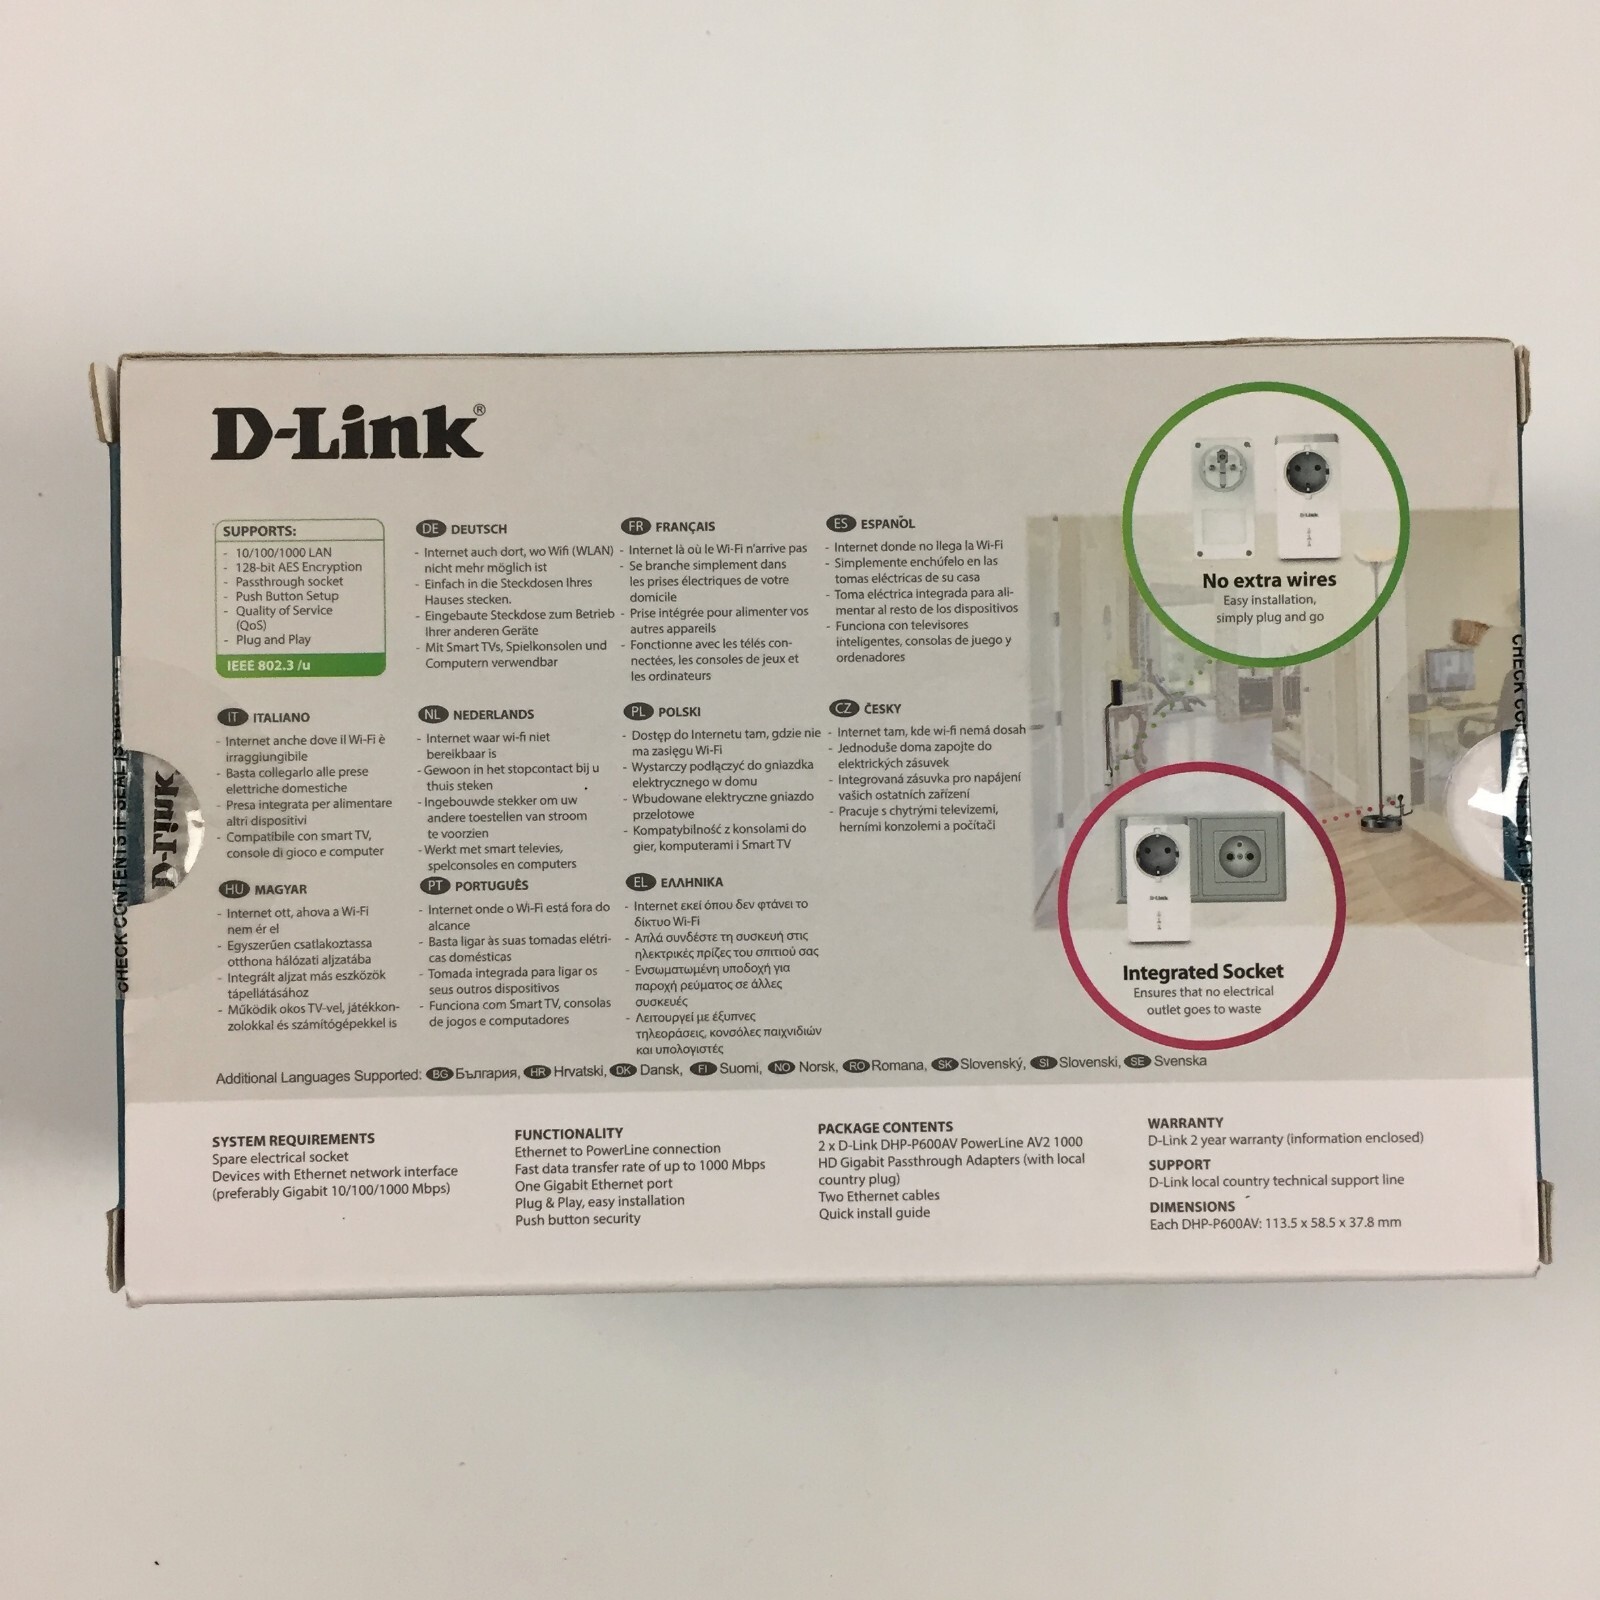 D-Link®
SUPPORTS:
- 10/100/1000 LAN
- 128-bit AES Encryption
- Passthrough socket
- Push Button Setup
- Quality of Service
(QoS)
- Plug and Play
IEEE 802.3 /u
DE DEUTSCH
- Internet auch dort, wo Wifi (WLAN)
nicht mehr möglich ist
- Einfach in die Steckdosen Ihres
Hauses stecken.
- Eingebaute Steckdose zum Betrieb
Ihrer anderen Geräte
- Mit Smart TVs, Spielkonsolen und
Computern verwendbar
FR FRANÇAIS
- Internet là où le Wi-Fi n'arrive pas
- Se branche simplement dans
les prises électriques de votre
domicile
- Prise intégrée pour alimenter vos
autres appareils
- Fonctionne avec les télés con-
nectées, les consoles de jeux et
les ordinateurs
ES ESPAÑOL
- Internet donde no llega la Wi-Fi
- Simplemente enchúfelo en las
tomas eléctricas de su casa
- Toma eléctrica integrada para ali-
mentar al resto de los dispositivos
- Funciona con televisores
inteligentes, consolas de juego y
ordenadores
IT ITALIANO
- Internet anche dove il Wi-Fi è
irraggiungibile
- Basta collegarlo alle prese
elettriche domestiche
- Presa integrata per alimentare
altri dispositivi
- Compatibile con smart TV,
console di gioco e computer
NL NEDERLANDS
- Internet waar wi-fi niet
bereikbaar is
- Gewoon in het stopcontact bij u
thuis steken
- Ingebouwde stekker om uw
andere toestellen van stroom
te voorzien
- Werkt met smart televies,
spelconsoles en computers
PL POLSKI
- Dostęp do Internetu tam, gdzie nie
ma zasięgu Wi-Fi
- Wystarczy podłączyć do gniazdka
elektrycznego w domu
- Wbudowane elektryczne gniazdo
przelotowe
- Kompatybilność z konsolami do
gier, komputerami i Smart TV
CZ ČESKY
- Internet tam, kde wi-fi nemá dosah
- Jednoduše doma zapojte do
elektrických zásuvek
- Integrovaná zásuvka pro napájení
vašich ostatních zařízení
- Pracuje s chytrými televizemi,
herními konzolemi a počítači
HU MAGYAR
- Internet ott, ahova a Wi-Fi
nem ér el
- Egyszerűen csatlakoztassa
otthona hálózati aljzatába
- Integrált aljzat más eszközök
tápellátásához
- Működik okos TV-vel, játékkon-
zolokkal és számítógépekkel is
PT PORTUGUÊS
- Internet onde o Wi-Fi está fora do
alcance
- Basta ligar às suas tomadas elétri-
cas domésticas
- Tomada integrada para ligar os
seus outros dispositivos
- Funciona com Smart TV, consolas
de jogos e computadores
EL ΕΛΛΗΝΙΚΑ
- Internet εκεί όπου δεν φτάνει το
δίκτυο Wi-Fi
- Απλά συνδέστε τη συσκευή στις
ηλεκτρικές πρίζες του σπιτιού σας
- Ενσωματωμένη υποδοχή για
παροχή ρεύματος σε άλλες
συσκευές
- Λειτουργεί με έξυπνες
τηλεοράσεις, κονσόλες παιχνιδιών
και υπολογιστές
D-Link
No extra wires
Easy installation,
simply plug and go
D-Link
Integrated Socket
Ensures that no electrical
outlet goes to waste
Additional Languages Supported: BG България, HR Hrvatski, DK Dansk, FI Suomi, NO Norsk, RO Romana, SK Slovenský, SI Slovenski, SE Svenska
SYSTEM REQUIREMENTS
Spare electrical socket
Devices with Ethernet network interface
(preferably Gigabit 10/100/1000 Mbps)
FUNCTIONALITY
Ethernet to PowerLine connection
Fast data transfer rate of up to 1000 Mbps
One Gigabit Ethernet port
Plug & Play, easy installation
Push button security
PACKAGE CONTENTS
2 x D-Link DHP-P600AV PowerLine AV2 1000
HD Gigabit Passthrough Adapters (with local
country plug)
Two Ethernet cables
Quick install guide
WARRANTY
D-Link 2 year warranty (information enclosed)
SUPPORT
D-Link local country technical support line
DIMENSIONS
Each DHP-P600AV: 113.5 x 58.5 x 37.8 mm
CHECK CONTENTS IF SEAL IS
D-Link
CHECK CONTENT IF SEAL IS BROKEN